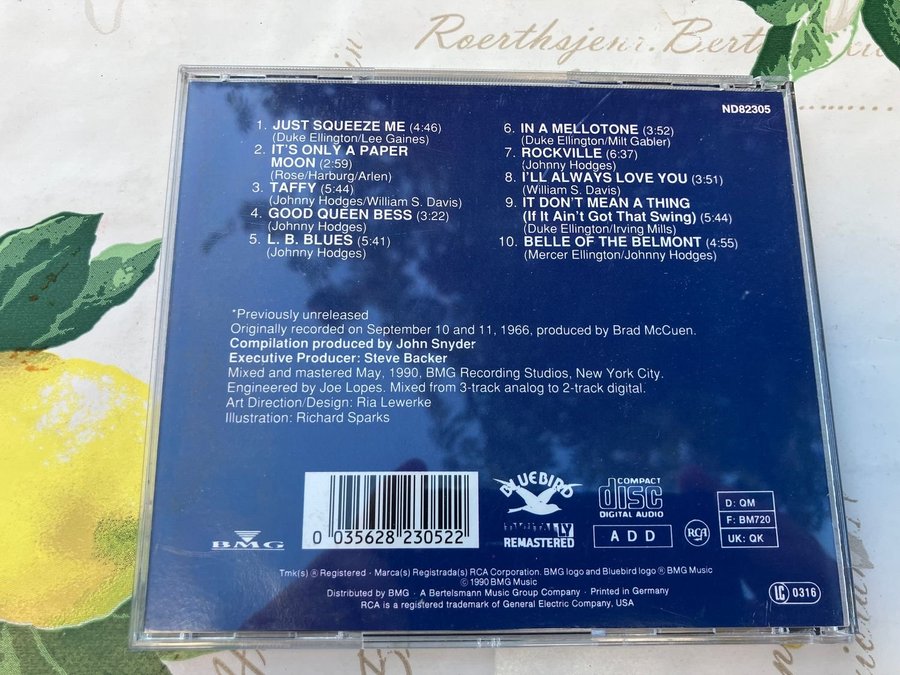 Roerthsjenr. Bert
ND82305
1. JUST SQUEEZE ME (4:46)
(Duke Ellington/Lee Gaines)
2. IT'S ONLY A PAPER
MOON (2:59)
(Rose/Harburg/Arlen)
3. TAFFY (5:44)
(Johnny Hodges/William S. Davis)
4. GOOD QUEEN BESS (3:22)
(Johnny Hodges)
5. L. B. BLUES (5:41)
(Johnny Hodges)
6. IN A MELLOTONE (3:52)
(Duke Ellington/Milt Gabler)
7. ROCKVILLE (6:37)
(Johnny Hodges)
8. I'LL ALWAYS LOVE YOU (3:51)
(William S. Davis)
9. IT DON'T MEAN A THING
(If It Ain't Got That Swing) (5:44)
(Duke Ellington/Irving Mills)
10. BELLE OF THE BELMONT (4:55)
(Mercer Ellington/Johnny Hodges)
*Previously unreleased
Originally recorded on September 10 and 11, 1966, produced by Brad McCuen.
Compilation produced by John Snyder
Executive Producer: Steve Backer
Mixed and mastered May, 1990, BMG Recording Studios, New York City.
Engineered by Joe Lopes. Mixed from 3-track analog to 2-track digital.
Art Direction/Design: Ria Lewerke
Illustration: Richard Sparks
BMG
0 035628 230522
BLUEBIRD
DIGITALLY
REMASTERED
COMPACT
disc
DIGITAL AUDIO
A D D
RCA
D: QM
F: BM720
UK: QK
Tmk(s) ® Registered · Marca(s) Registrada(s) RCA Corporation. BMG logo and Bluebird logo ® BMG Music
© 1990 BMG Music
Distributed by BMG · A Bertelsmann Music Group Company · Printed in Germany
RCA is a registered trademark of General Electric Company, USA
LC 0316